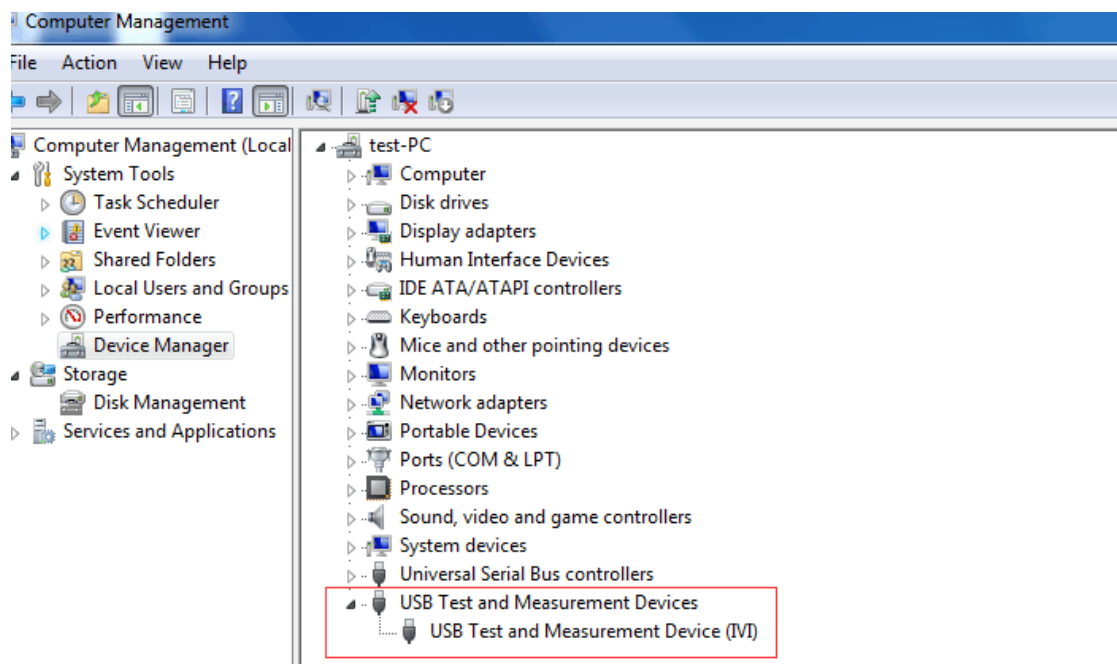 Computer Management
File Action View Help
Computer Management (Local
System Tools
Task Scheduler
Event Viewer
Shared Folders
Local Users and Groups
Performance
Device Manager
Storage
Disk Management
Services and Applications
test-PC
Computer
Disk drives
Display adapters
Human Interface Devices
IDE ATA/ATAPI controllers
Keyboards
Mice and other pointing devices
Monitors
Network adapters
Portable Devices
Ports (COM & LPT)
Processors
Sound, video and game controllers
System devices
Universal Serial Bus controllers
USB Test and Measurement Devices
USB Test and Measurement Device (IVI)